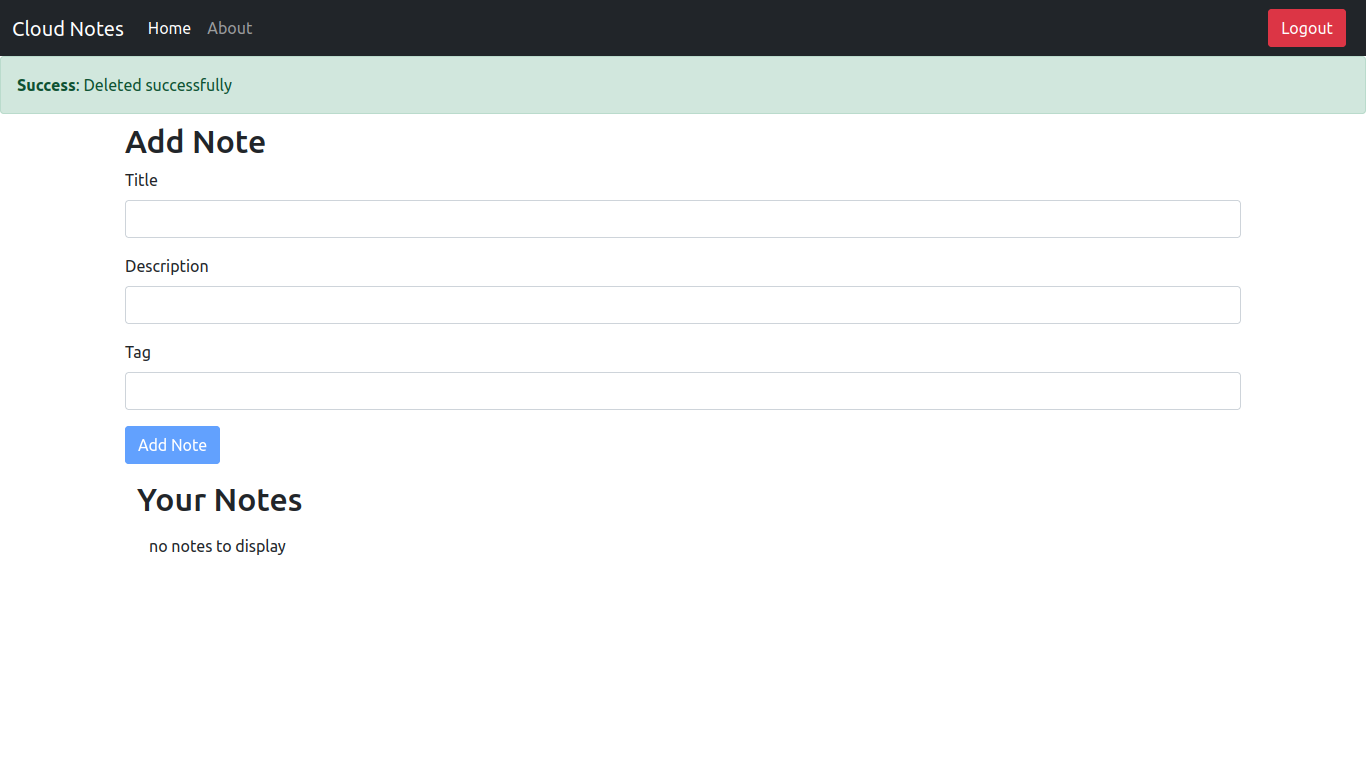 Cloud Notes Home About Logout
Success: Deleted successfully
Add Note
Title
Description
Tag
Add Note
Your Notes
no notes to display